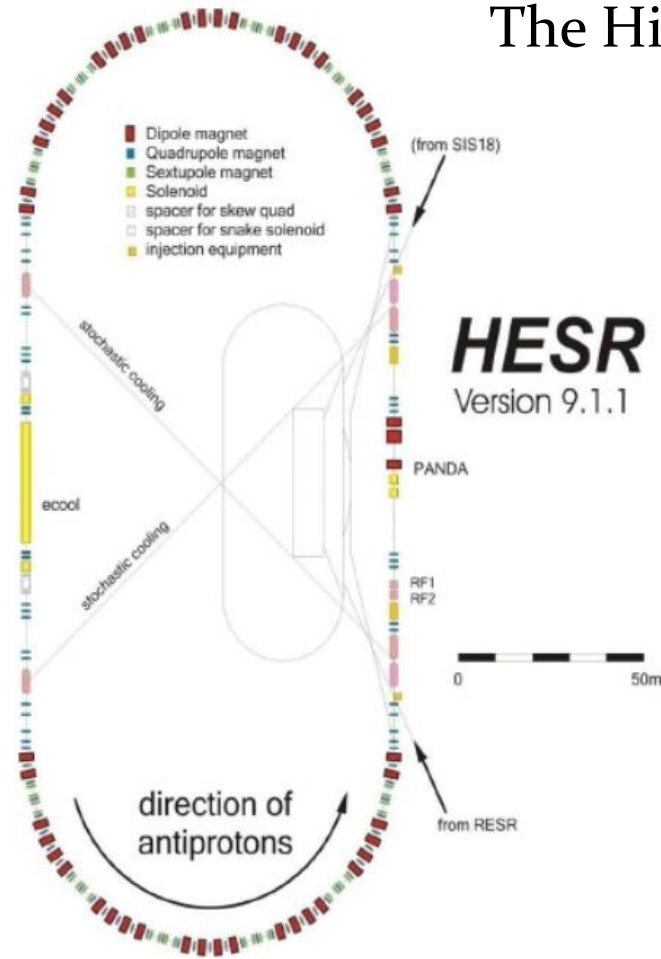 The Hi
Dipole magnet
Quadrupole magnet
Sextupole magnet
Solenoid
spacer for skew quad
spacer for snake solenoid
injection equipment
(from SIS18)
stochastic cooling
HESR
Version 9.1.1
PANDA
ecool
stochastic cooling
RF1
RF2
0 50m
direction of
antiprotons
from RESR